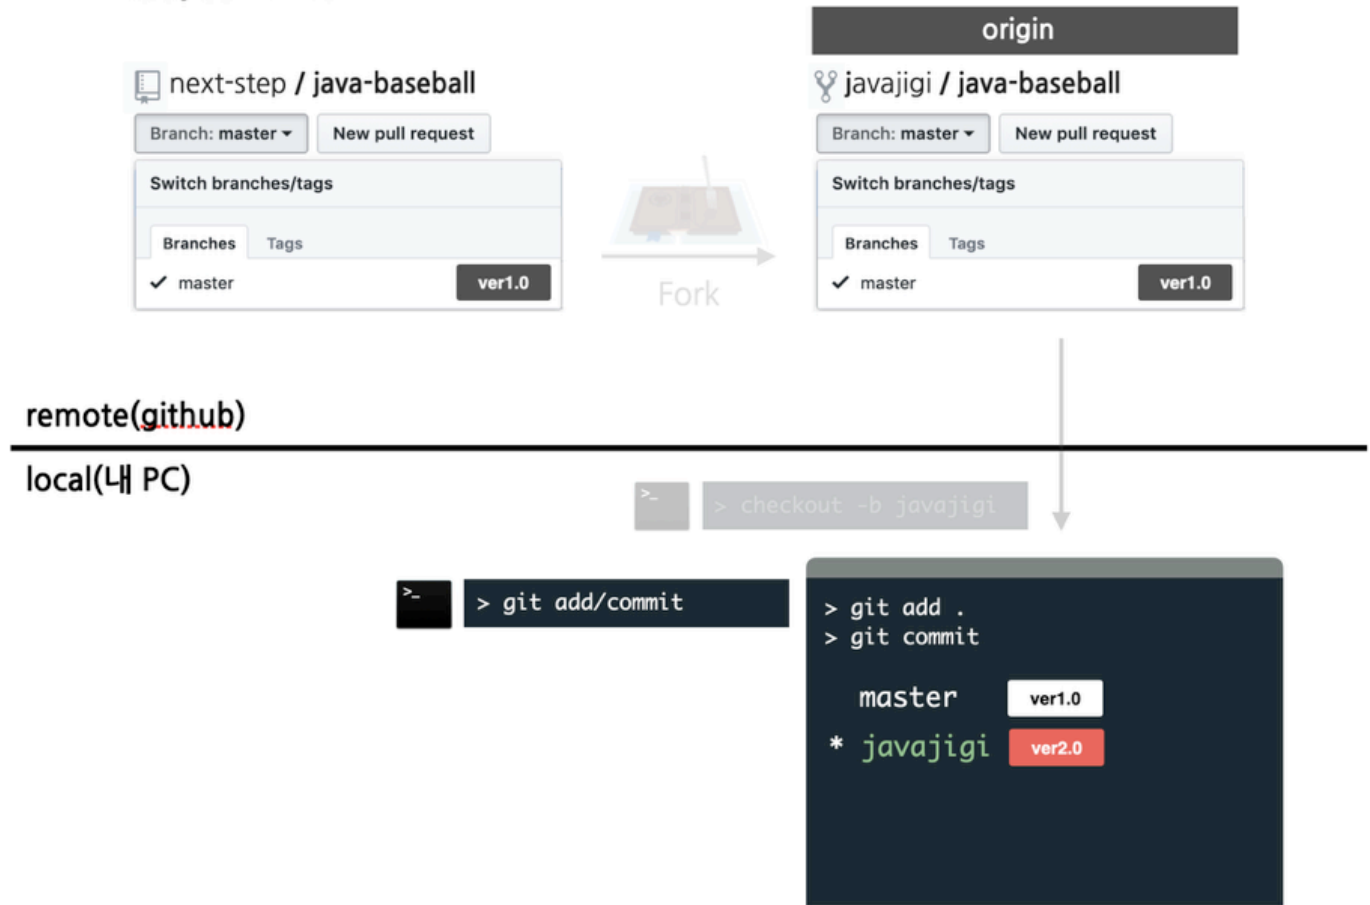 origin
next-step / java-baseball
Branch: master
New pull request
Switch branches/tags
Branches
Tags
master
ver1.0
Fork
javajigi / java-baseball
Branch: master
New pull request
Switch branches/tags
Branches
Tags
master
ver1.0
remote(github)
local(내 PC)
>_
> checkout -b javajigi
>_
> git add/commit
> git add .
> git commit
master
ver1.0
* javajigi
ver2.0